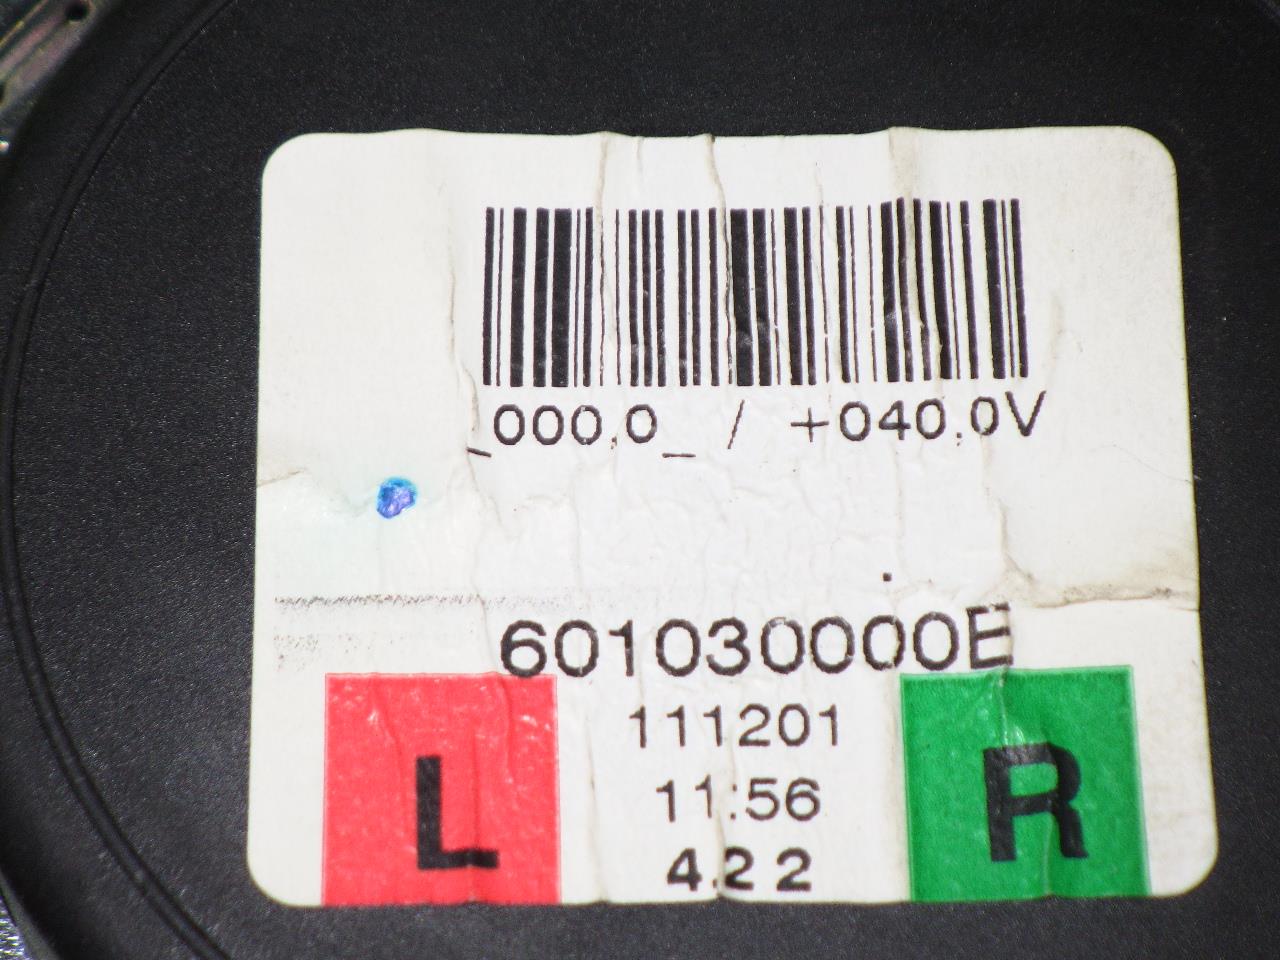 _000.0_ / +040.0V
601030000E
L
111201
11:56
4.2 2
R